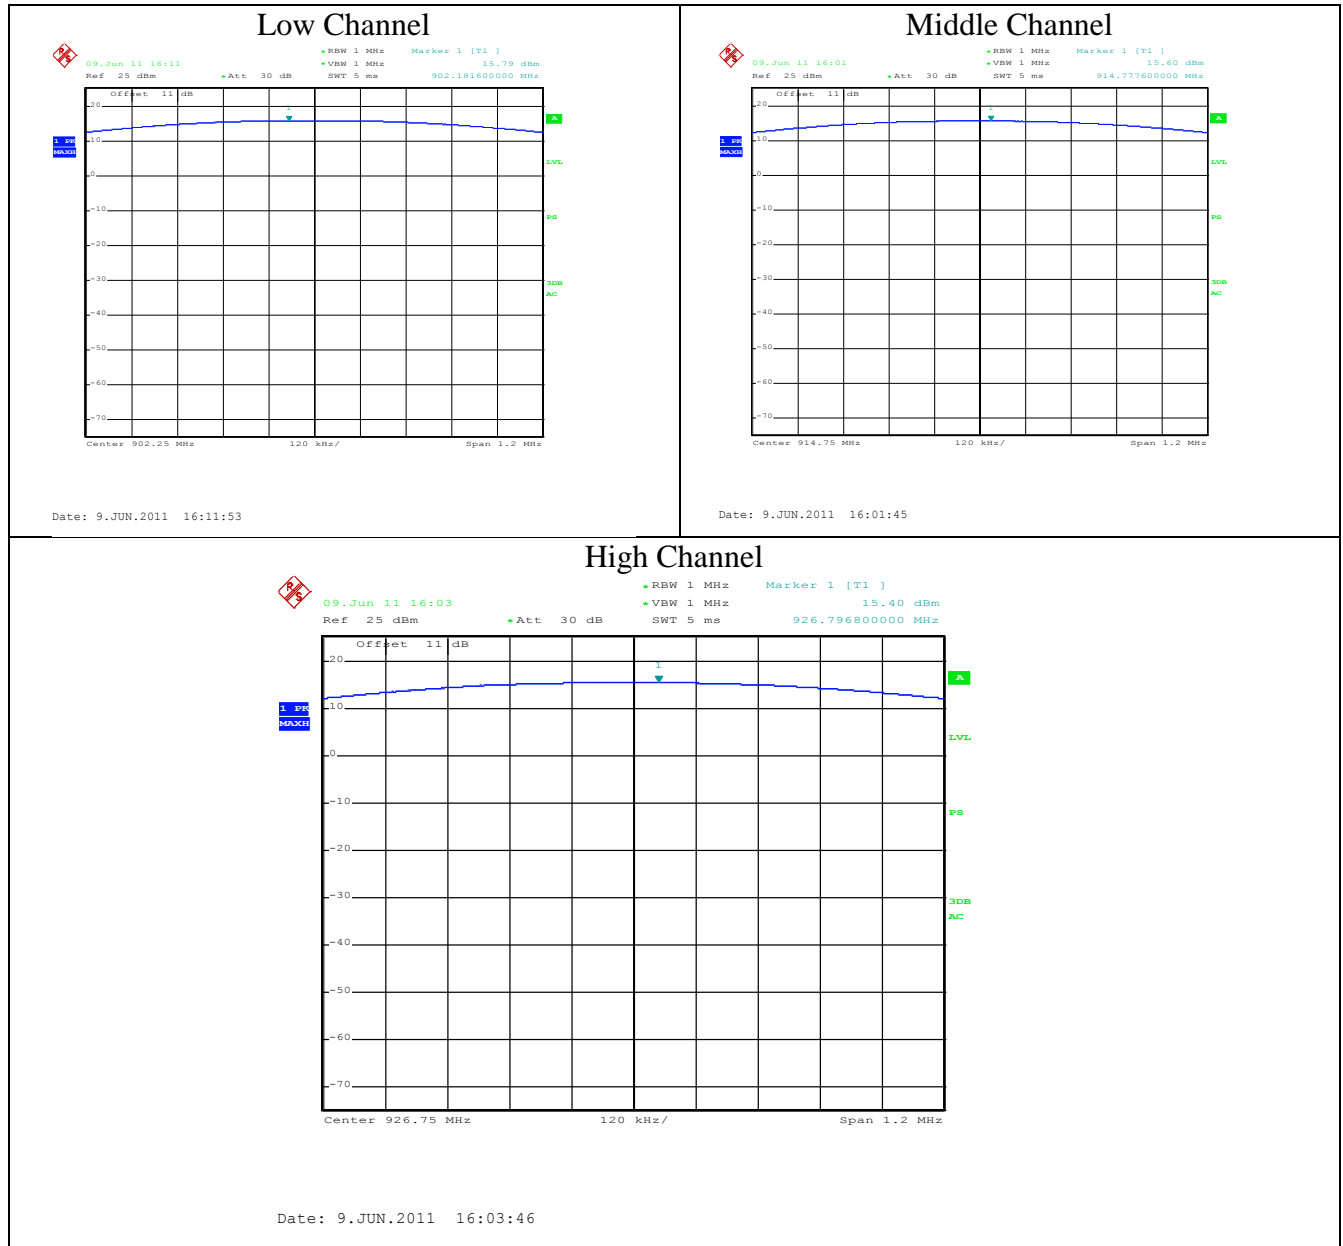 Low Channel
R S
*RBW 1 MHz Marker 1 [T1 ]
09.Jun 11 16:11 *VBW 1 MHz 15.79 dBm
Ref 25 dBm *Att 30 dB SWT 5 ms 902.181600000 MHz
Offset 11 dB
20
1
A
1 PK
MAXH
10
LVL
0
-10
PS
-20
-30
3DB
AC
-40
-50
-60
-70
Center 902.25 MHz 120 kHz/ Span 1.2 MHz
Date: 9.JUN.2011 16:11:53
Middle Channel
R S
*RBW 1 MHz Marker 1 [T1 ]
09.Jun 11 16:01 *VBW 1 MHz 15.60 dBm
Ref 25 dBm *Att 30 dB SWT 5 ms 914.777600000 MHz
Offset 11 dB
20
1
A
1 PK
MAXH
10
LVL
0
-10
PS
-20
-30
3DB
AC
-40
-50
-60
-70
Center 914.75 MHz 120 kHz/ Span 1.2 MHz
Date: 9.JUN.2011 16:01:45
High Channel
R S
*RBW 1 MHz Marker 1 [T1 ]
09.Jun 11 16:03 *VBW 1 MHz 15.40 dBm
Ref 25 dBm *Att 30 dB SWT 5 ms 926.796800000 MHz
Offset 11 dB
20
1
A
1 PK
MAXH
10
LVL
0
-10
PS
-20
-30
3DB
AC
-40
-50
-60
-70
Center 926.75 MHz 120 kHz/ Span 1.2 MHz
Date: 9.JUN.2011 16:03:46